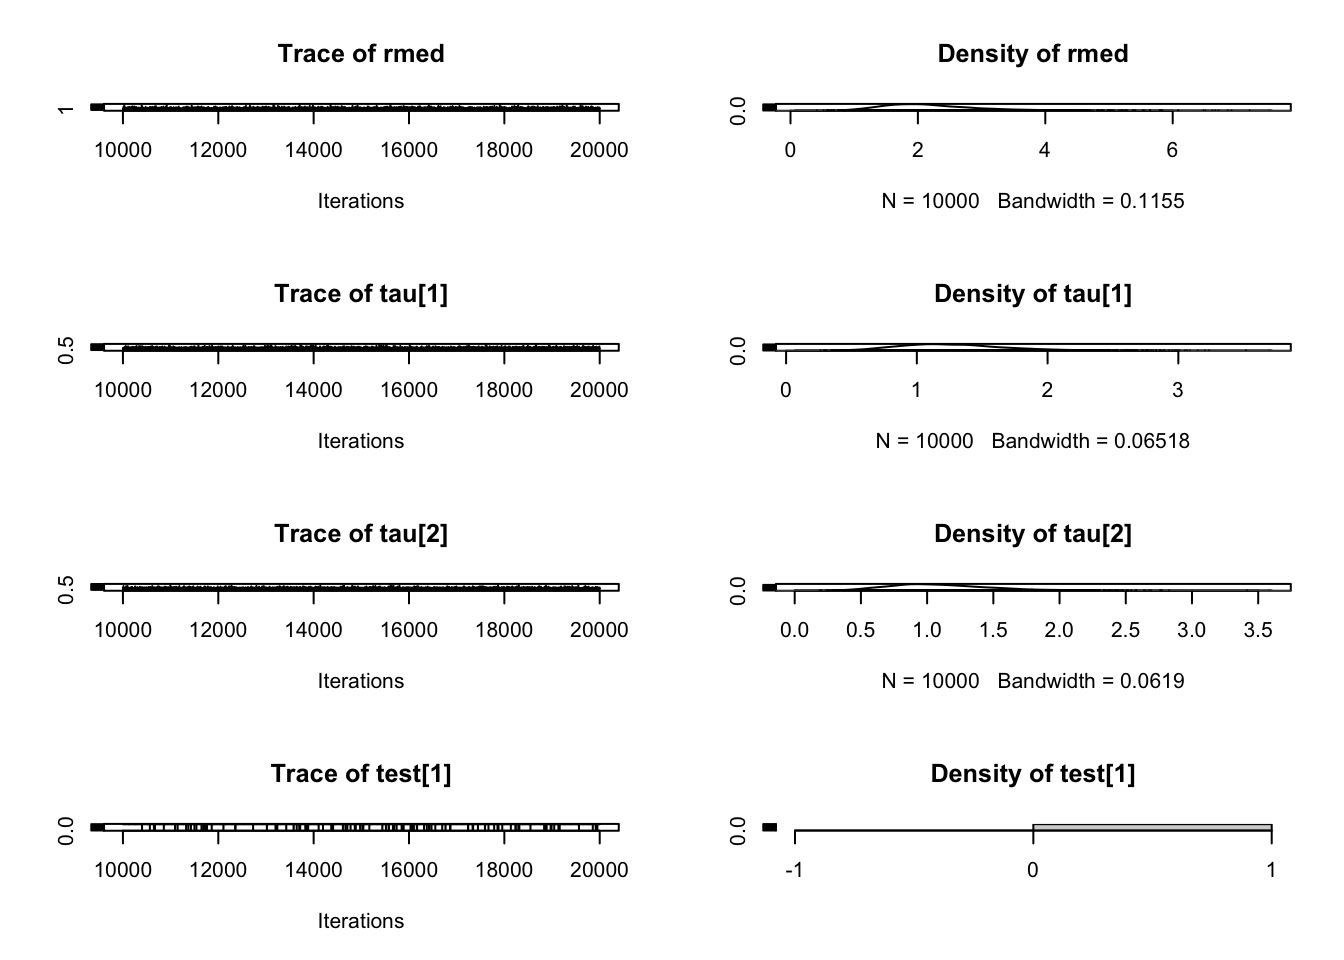 Trace of rmed
1
10000 12000 14000 16000 18000 20000
Iterations
Density of rmed
0.0
0 2 4 6
N = 10000 Bandwidth = 0.1155
Trace of tau[1]
0.5
10000 12000 14000 16000 18000 20000
Iterations
Density of tau[1]
0.0
0 1 2 3
N = 10000 Bandwidth = 0.06518
Trace of tau[2]
0.5
10000 12000 14000 16000 18000 20000
Iterations
Density of tau[2]
0.0
0.0 0.5 1.0 1.5 2.0 2.5 3.0 3.5
N = 10000 Bandwidth = 0.0619
Trace of test[1]
0.0
10000 12000 14000 16000 18000 20000
Iterations
Density of test[1]
0.0
-1 0 1